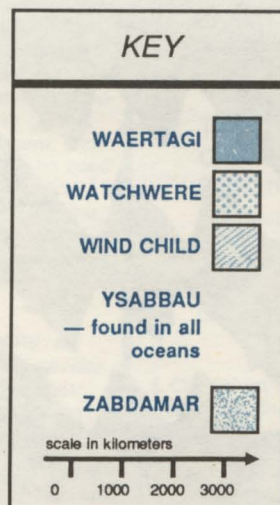 KEY
WAERTAGI
WATCHWERE
WIND CHILD
YSABBAU
— found in all
oceans
ZABDAMAR
scale in kilometers
0 1000 2000 3000